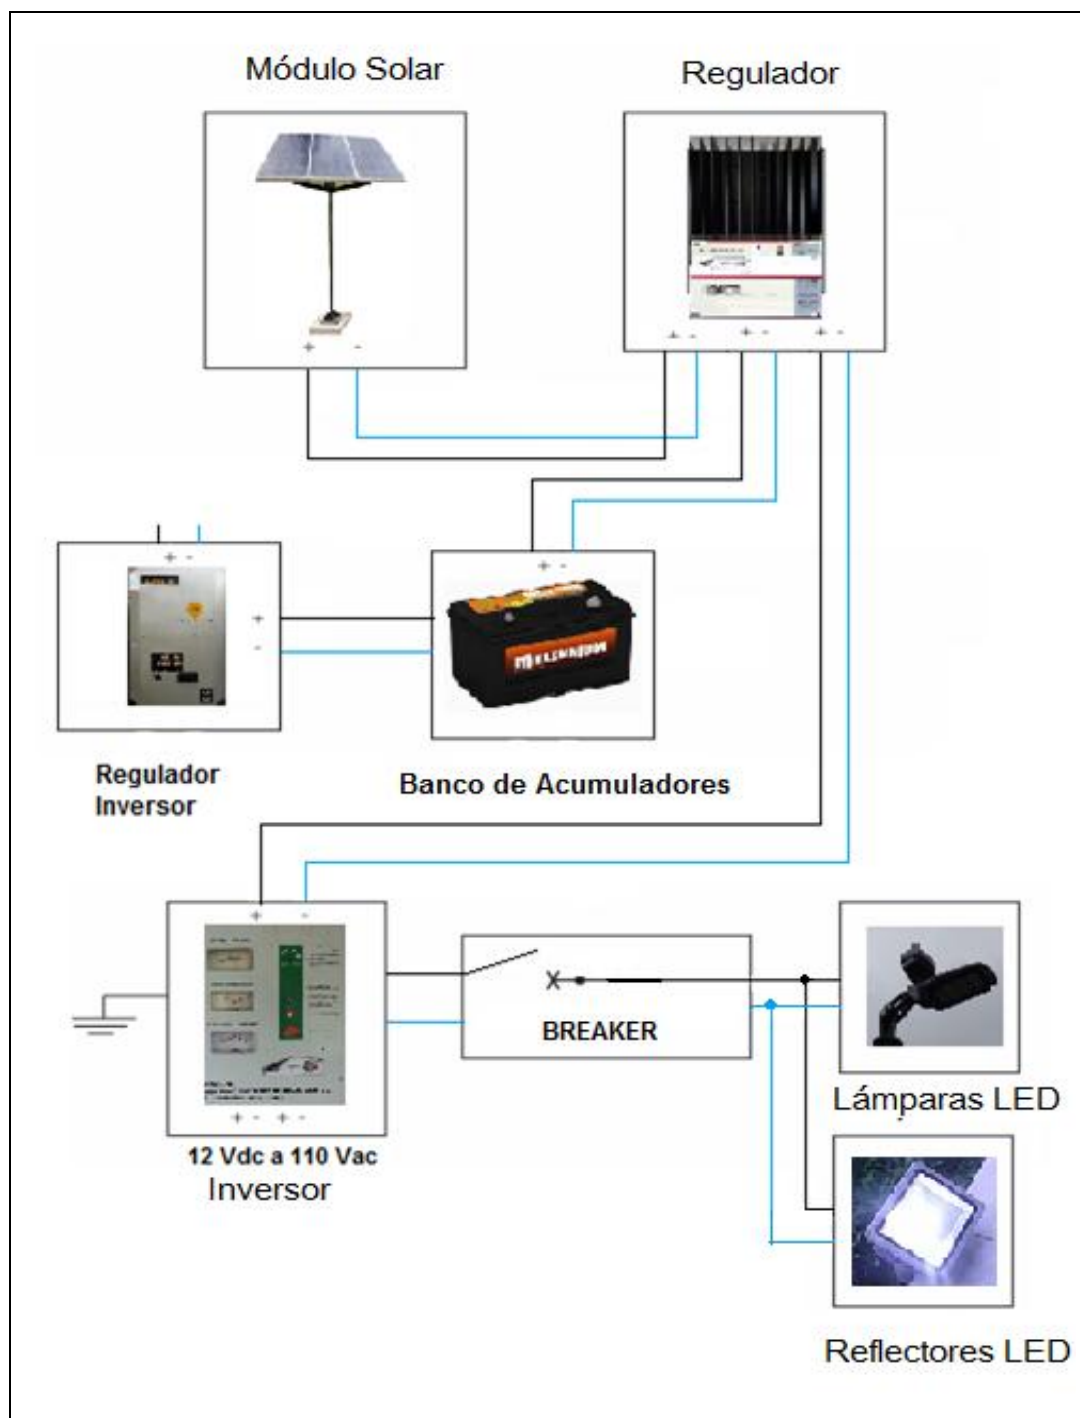 Módulo Solar
Regulador
+ -
+ - + - + -
+ -
+ -
+
-
Regulador
Inversor
Banco de Acumuladores
+ -
BREAKER
+ - + -
12 Vdc a 110 Vac
Inversor
Lámparas LED
Reflectores LED